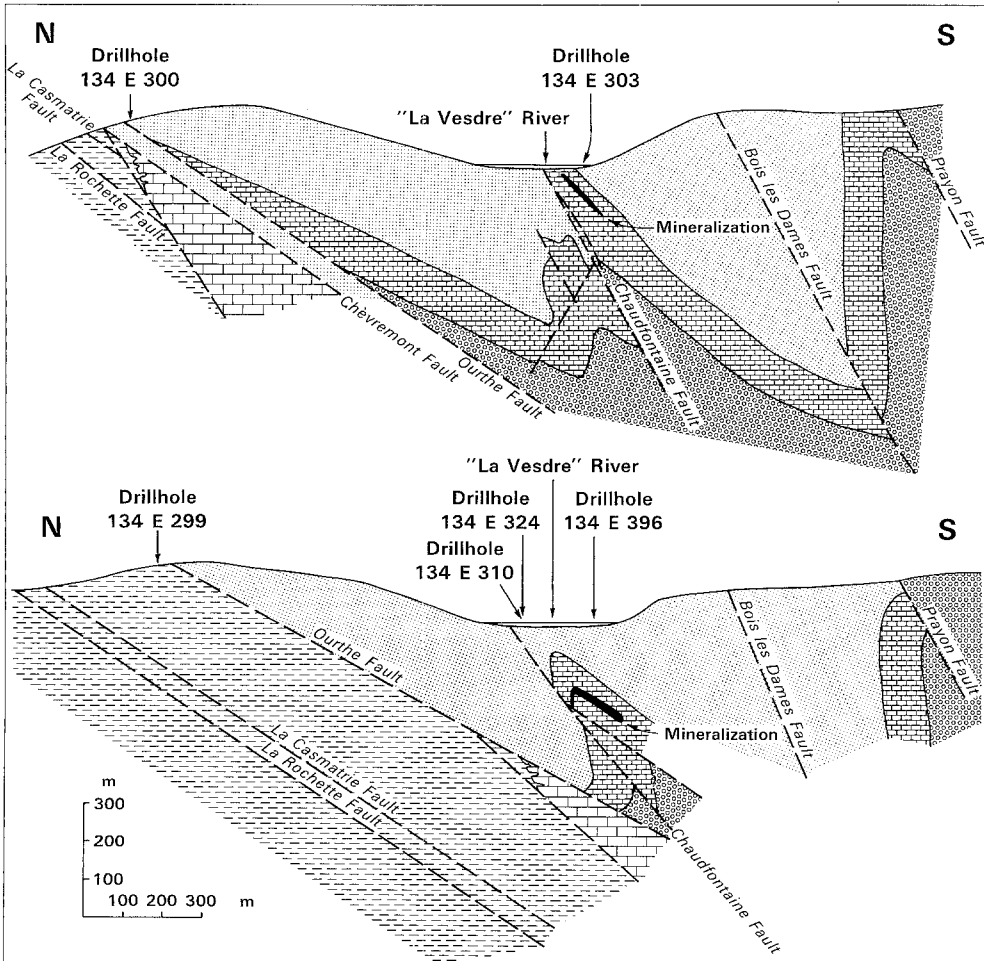 N
S
Drillhole
134 E 300
Drillhole
134 E 303
La Casmatrie
Fault
"La Vesdre" River
La Rochette Fault
Bois les Dames Fault
Prayon Fault
Mineralization
Chèvremont Fault
Ourthe Fault
Chaudfontaine Fault
"La Vesdre" River
N
S
Drillhole
134 E 299
Drillhole
134 E 324
Drillhole
134 E 396
Drillhole
134 E 310
Ourthe Fault
Bois les Dames Fault
Prayon Fault
Mineralization
La Casmatrie Fault
La Rochette Fault
Chaudfontaine Fault
m
300
200
100
100 200 300 m